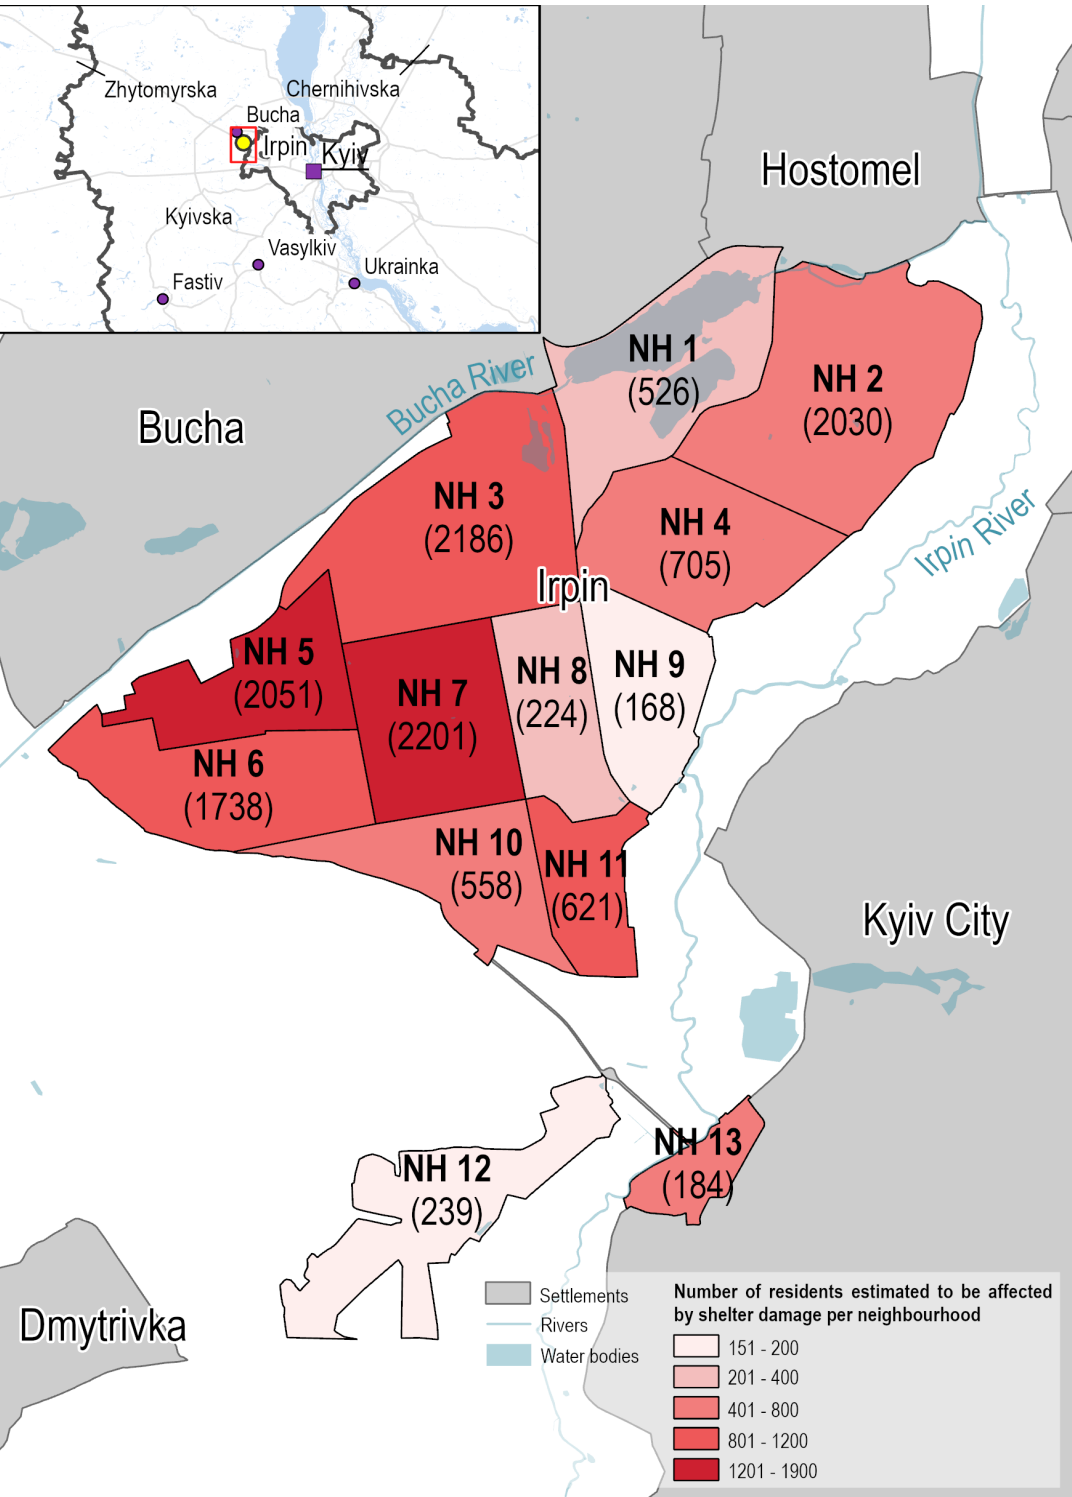 Zhytomyrska
Chernihivska
Bucha
Irpin
Kyiv
Kyivska
Vasylkiv
Ukrainka
Fastiv
Hostomel
Bucha River
Bucha
NH 1
(526)
NH 2
(2030)
NH 3
(2186)
NH 4
(705)
Irpin River
Irpin
NH 5
(2051)
NH 7
(2201)
NH 8
(224)
NH 9
(168)
NH 6
(1738)
NH 10
(558)
NH 11
(621)
Kyiv City
NH 13
(184)
NH 12
(239)
Dmytrivka
Settlements
Rivers
Water bodies
Number of residents estimated to be affected
by shelter damage per neighbourhood
151 - 200
201 - 400
401 - 800
801 - 1200
1201 - 1900